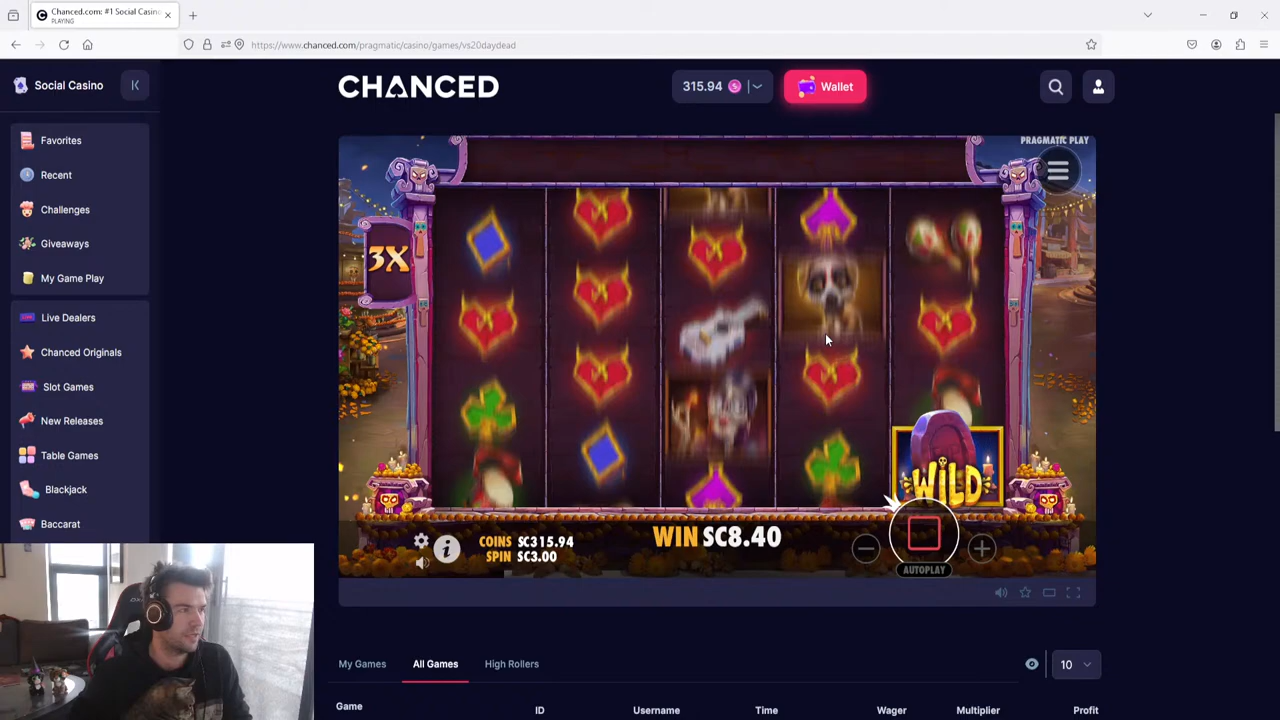 Chanced.com: #1 Social Casino
PLAYING
https://www.chanced.com/pragmatic/casino/games/vs20daydead
Social Casino
CHANCED
315.94
Wallet
Favorites
Recent
Challenges
Giveaways
My Game Play
Live Dealers
Chanced Originals
Slot Games
New Releases
Table Games
Blackjack
Baccarat
PRAGMATIC PLAY
3X
WILD
COINS SC315.94
SPIN SC3.00
WIN SC8.40
AUTOPLAY
My Games
All Games
High Rollers
10
Game
ID
Username
Time
Wager
Multiplier
Profit